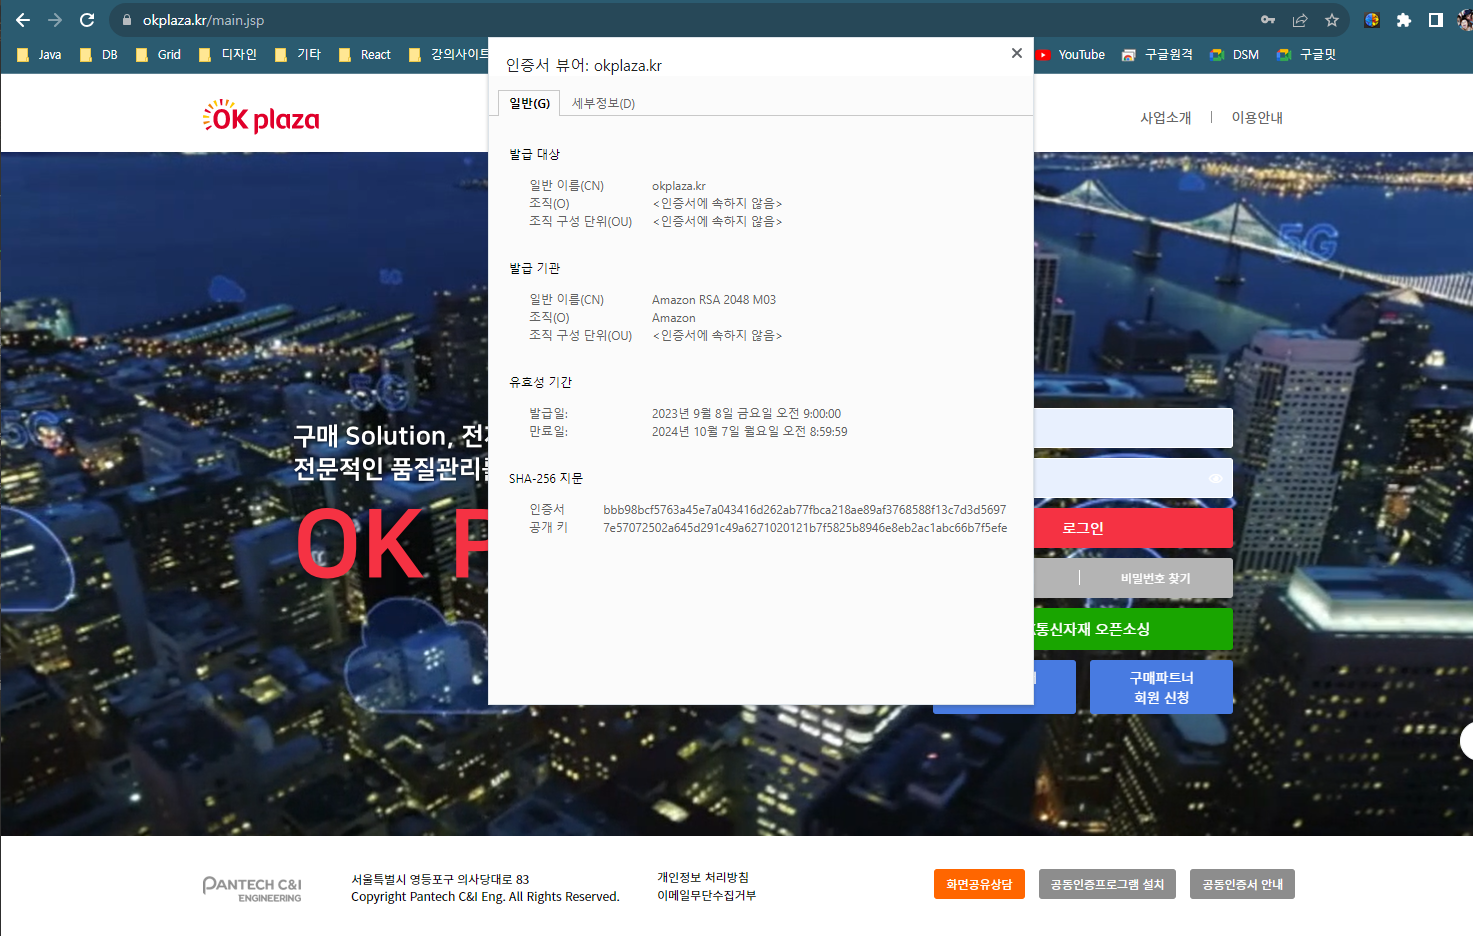 okplaza.kr/main.jsp
Java
DB
Grid
디자인
기타
React
강의사이트
YouTube
구글원격
DSM
구글밋
인증서 뷰어: okplaza.kr
일반(G)
세부정보(D)
OK plaza
사업소개
이용안내
발급 대상
일반 이름(CN) okplaza.kr
조직(O) <인증서에 속하지 않음>
조직 구성 단위(OU) <인증서에 속하지 않음>
발급 기관
일반 이름(CN) Amazon RSA 2048 M03
조직(O) Amazon
조직 구성 단위(OU) <인증서에 속하지 않음>
유효성 기간
발급일: 2023년 9월 8일 금요일 오전 9:00:00
만료일: 2024년 10월 7일 월요일 오전 8:59:59
SHA-256 지문
인증서 bbb98bcf5763a45e7a043416d262ab77fbca218ae89af3768588f13c7d3d5697
공개 키 7e57072502a645d291c49a6271020121b7f5825b8946e8eb2ac1abc66b7f5efe
5G
5G
5G
5G
구매 Solution, 전
전문적인 품질관리를
OK P
로그인
비밀번호 찾기
통신자재 오픈소싱
구매파트너
회원 신청
PANTECH C&I
ENGINEERING
서울특별시 영등포구 의사당대로 83
Copyright Pantech C&I Eng. All Rights Reserved.
개인정보 처리방침
이메일무단수집거부
화면공유상담
공동인증프로그램 설치
공동인증서 안내